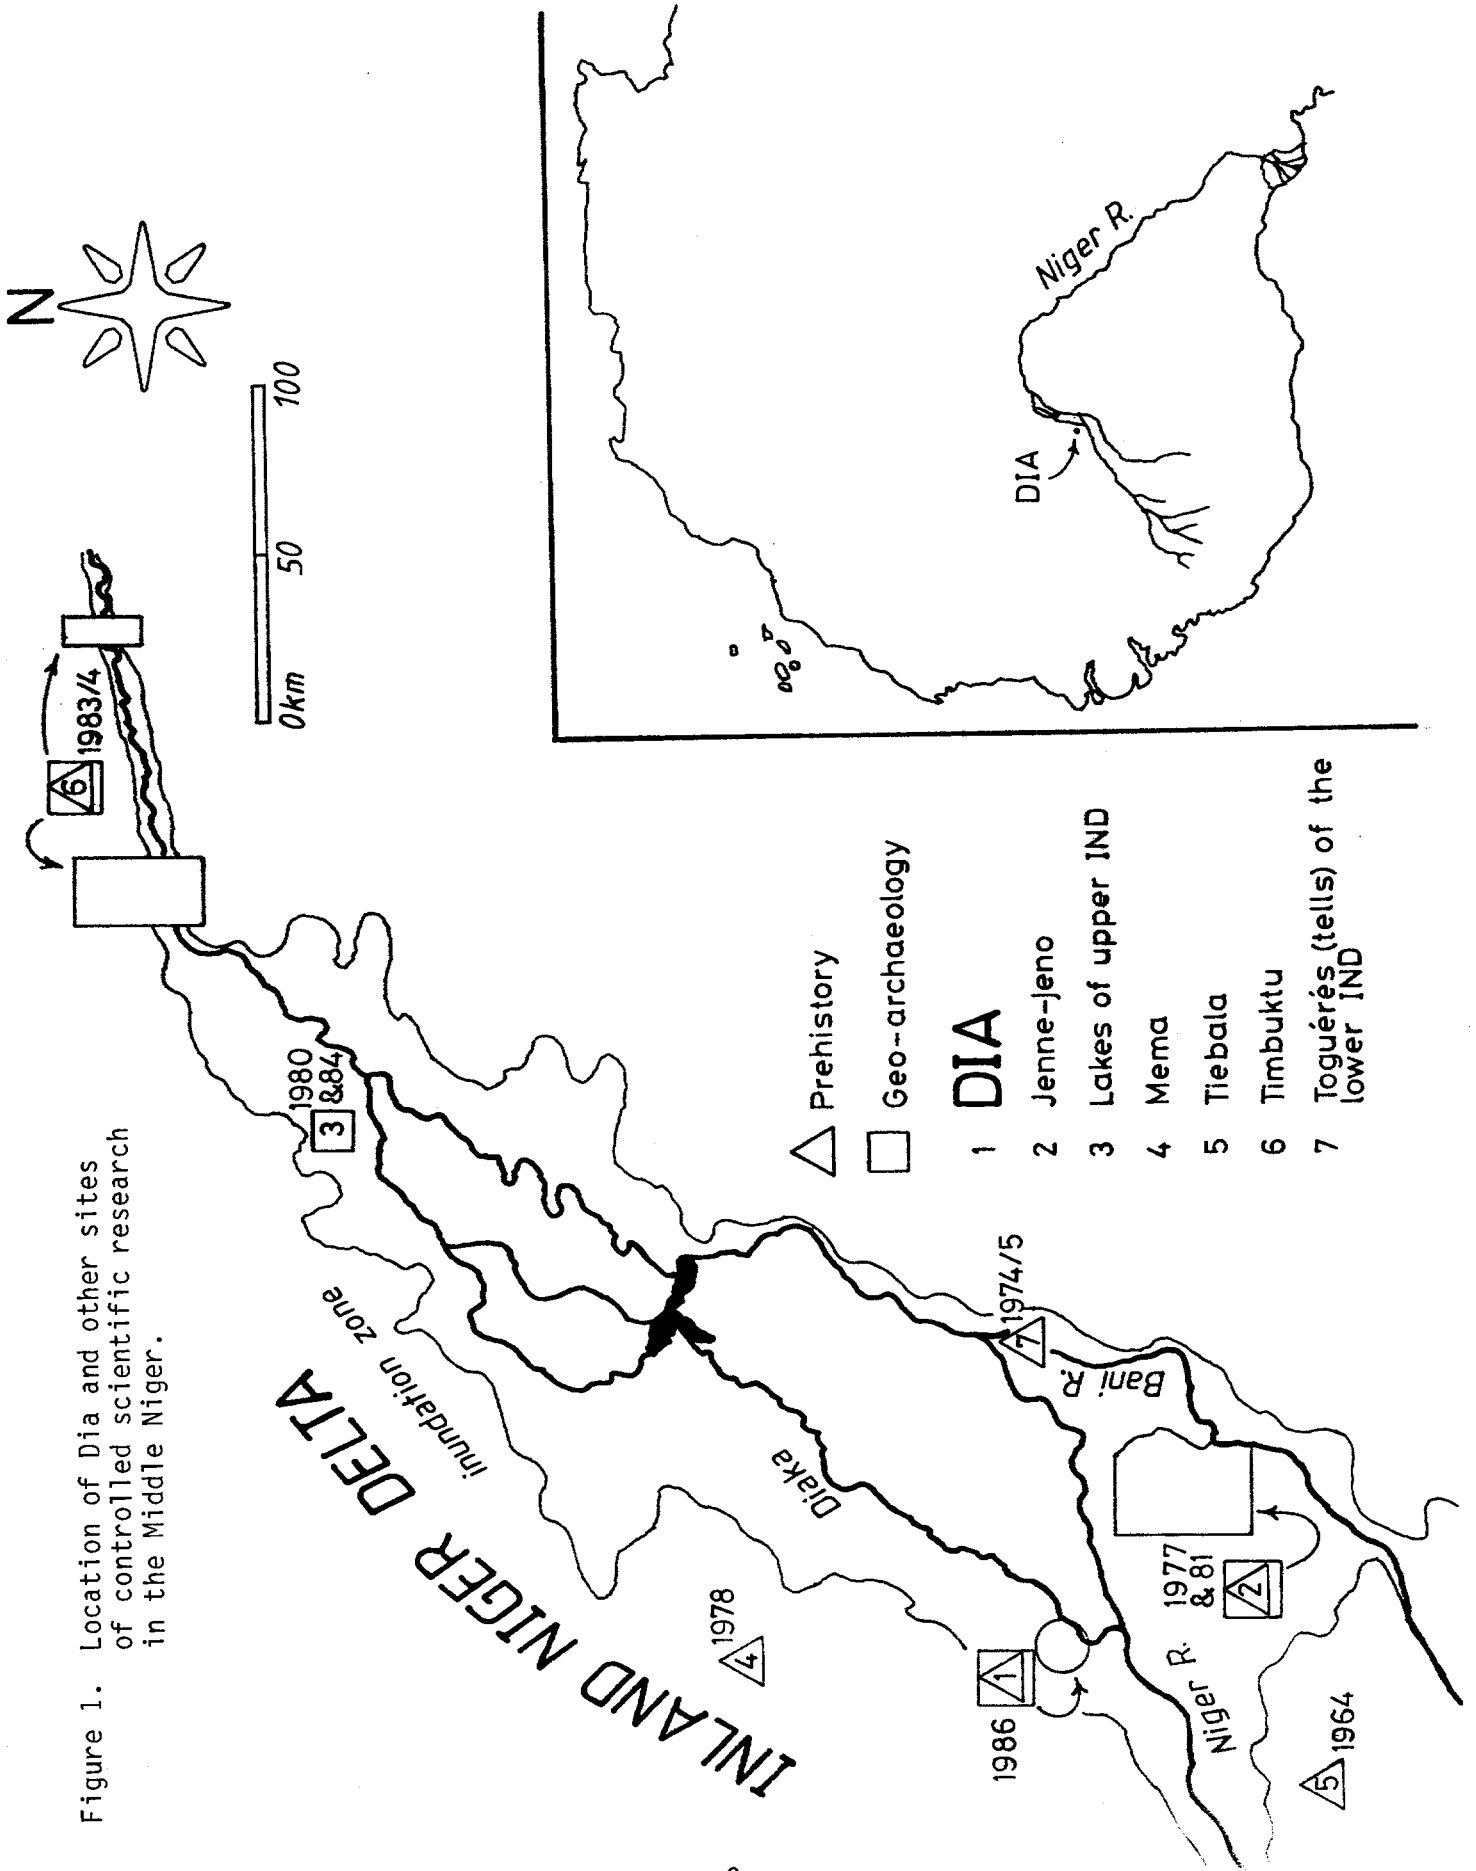 Figure 1. Location of Dia and other sites
of controlled scientific research
in the Middle Niger.
N
0km 50 100
INLAND NIGER DELTA
inundation zone
6 1983/4
3 1980
&84
4 1978
Diaka
1986 1
7 1974/5
Bani R.
1977
& 81
2
Niger R.
5 1964
Prehistory
Geo-archaeology
1 DIA
2 Jenne-jeno
3 Lakes of upper IND
4 Mema
5 Tiebala
6 Timbuktu
7 Toguérés (tells) of the
lower IND
DIA
Niger R.